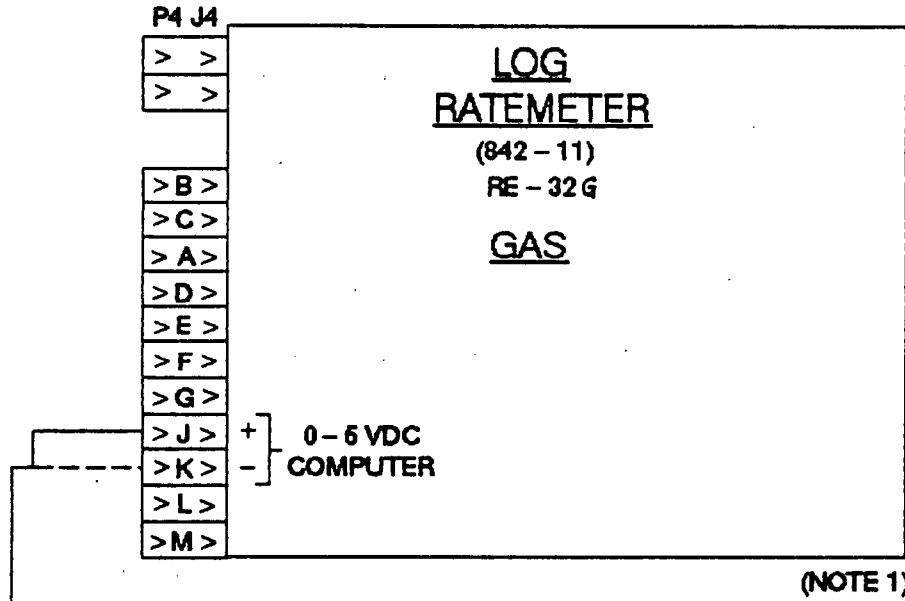 P4 J4
> >
> >
LOG
RATEMETER
(842 – 11)
RE – 32G
GAS
> B >
> C >
> A >
> D >
> E >
> F >
> G >
> J > +
0 – 5 VDC
> K > –
COMPUTER
> L >
> M >
(NOTE 1)